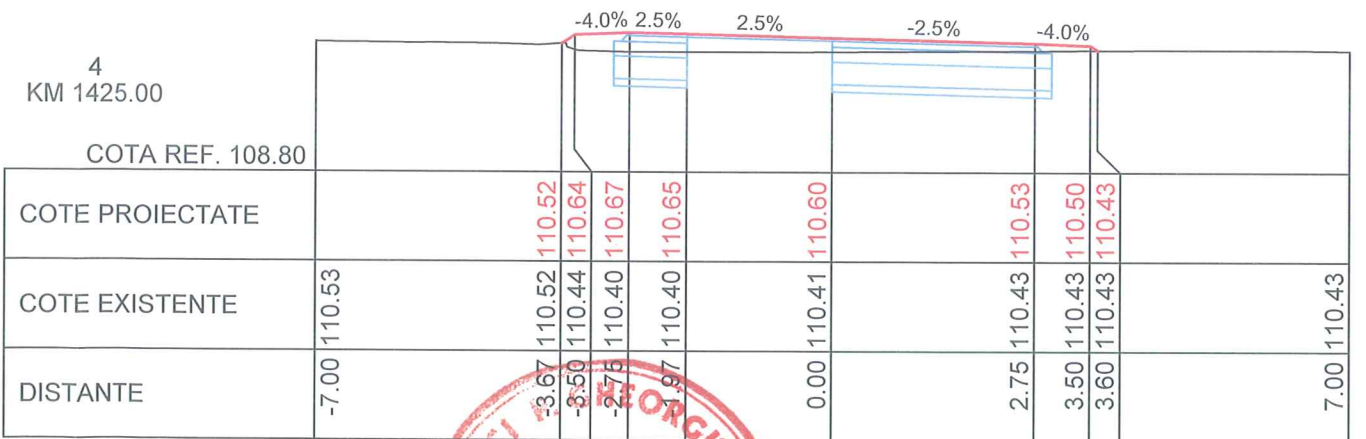 -4.0% 2.5% 2.5% -2.5% -4.0%
4
KM 1425.00
COTA REF. 108.80
COTE PROIECTATE 110.52 110.64 110.67 110.65 110.60 110.53 110.50 110.43
COTE EXISTENTE 110.53 110.52 110.44 110.40 110.40 110.41 110.43 110.43 110.43 110.43
DISTANTE -7.00 -3.67 -3.50 -2.75 -1.97 0.00 2.75 3.50 3.60 7.00